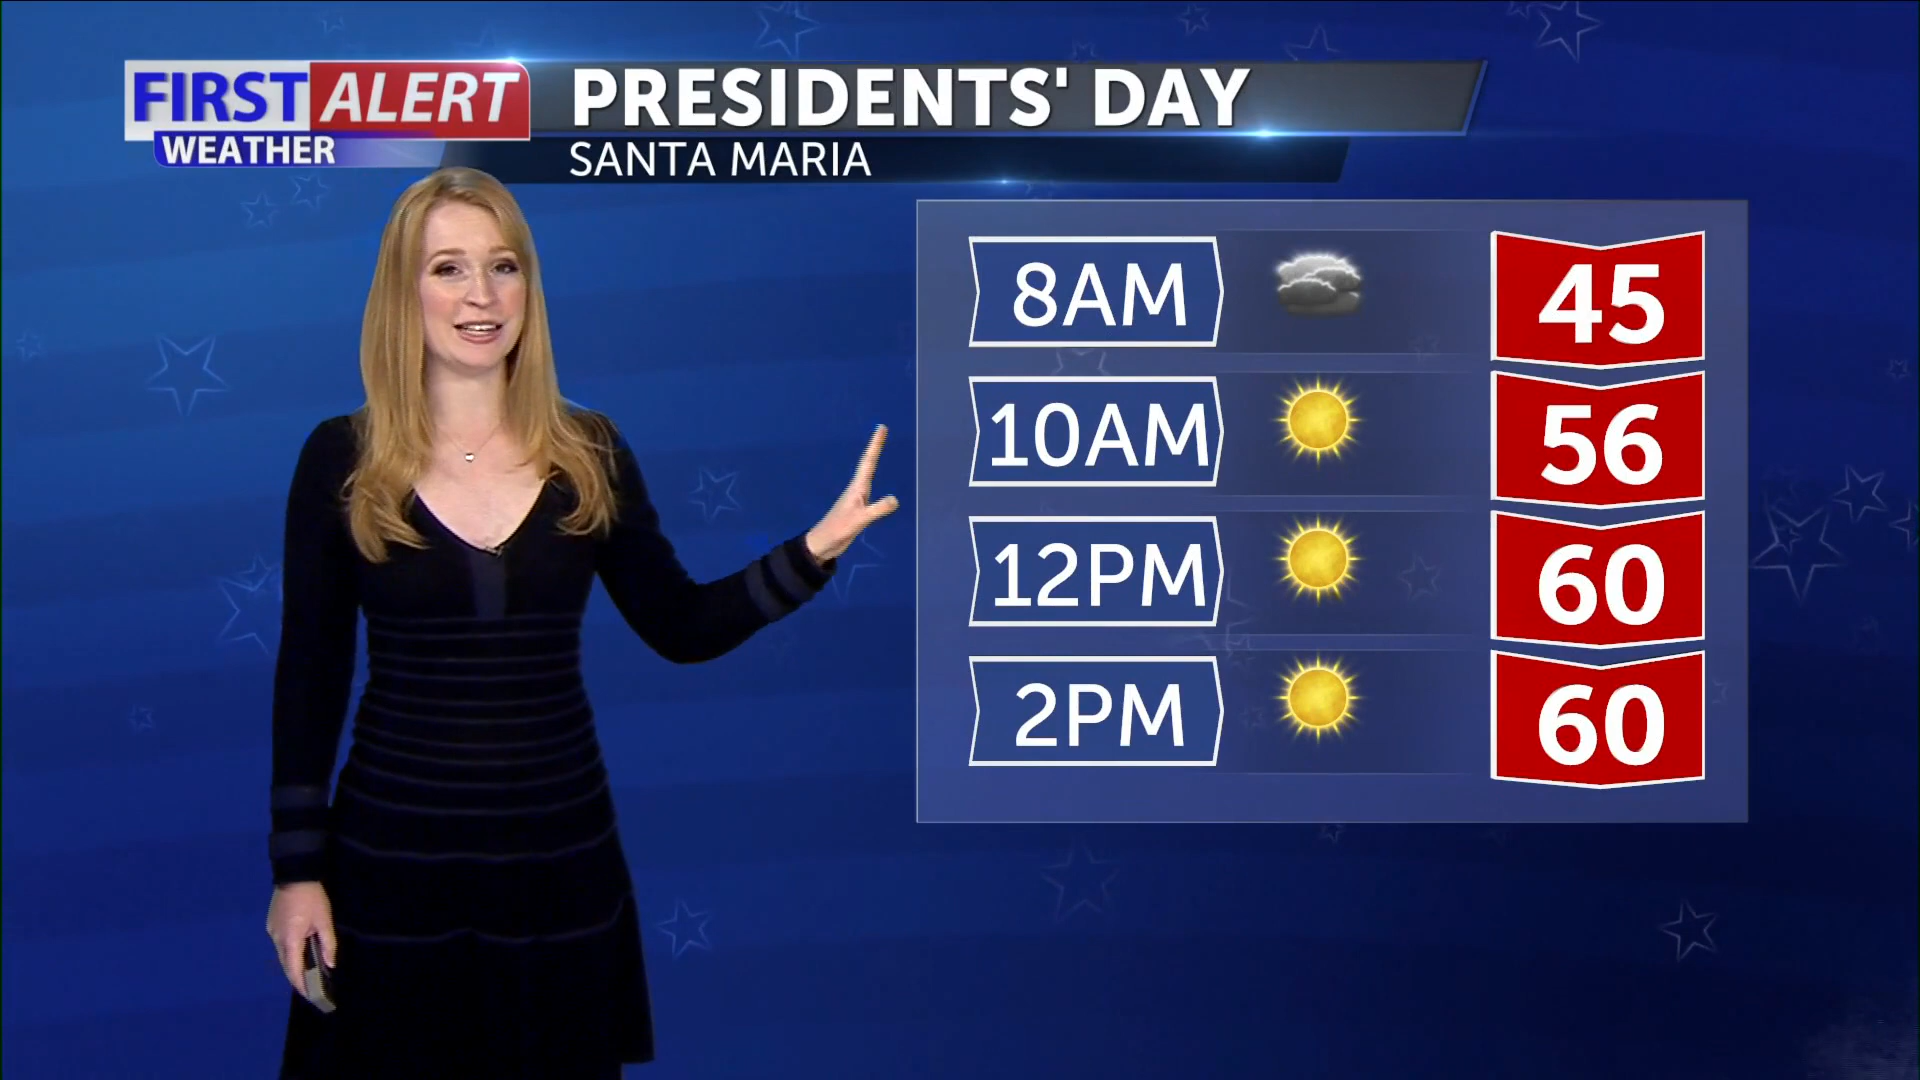 FIRST ALERT
WEATHER
PRESIDENTS' DAY
SANTA MARIA
8AM 45
10AM 56
12PM 60
2PM 60